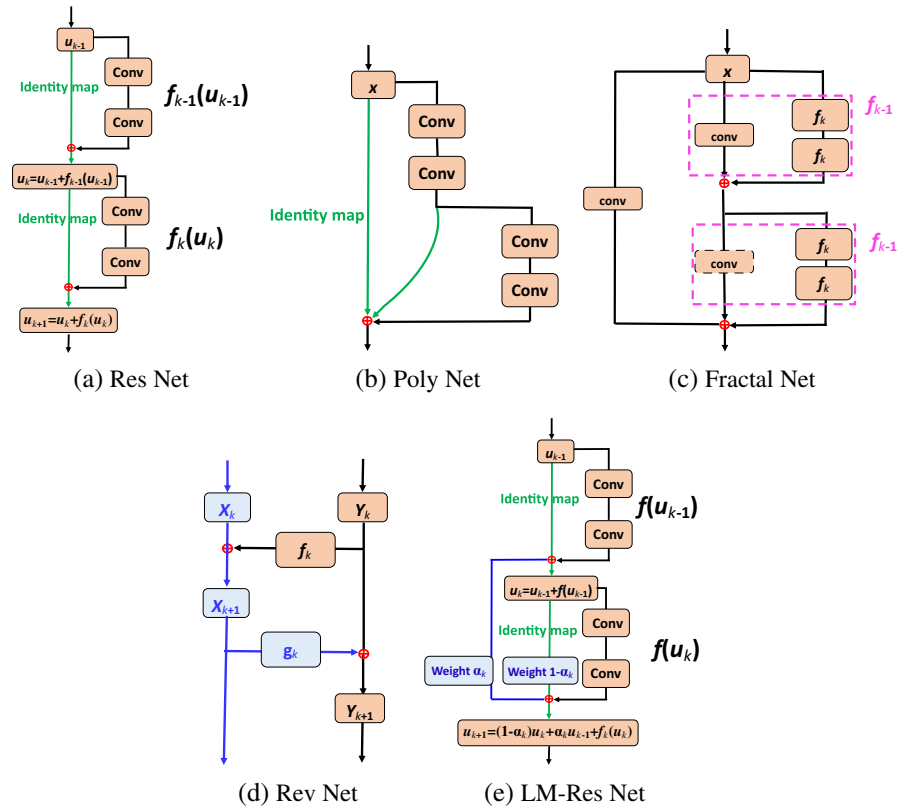 u_{k-1}
Identity map
Conv
Conv
f_{k-1}(u_{k-1})
u_k=u_{k-1}+f_{k-1}(u_{k-1})
Identity map
Conv
Conv
f_k(u_k)
u_{k+1}=u_k+f_k(u_k)
(a) Res Net
x
Conv
Conv
Identity map
Conv
Conv
(b) Poly Net
x
f_{k-1}
conv
f_k
f_k
conv
f_{k-1}
conv
f_k
f_k
(c) Fractal Net
X_k
Y_k
f_k
X_{k+1}
g_k
Y_{k+1}
(d) Rev Net
u_{k-1}
Identity map
Conv
Conv
f(u_{k-1})
u_k=u_{k-1}+f(u_{k-1})
Identity map
Conv
Conv
f(u_k)
Weight α_k
Weight 1-α_k
u_{k+1}=(1-α_k)u_k+α_k u_{k-1}+f_k(u_k)
(e) LM-Res Net